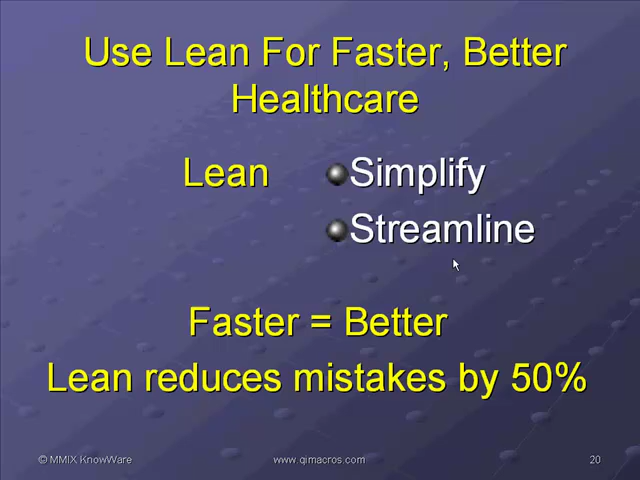 Use Lean For Faster, Better
Healthcare
Lean Simplify
Streamline
Faster = Better
Lean reduces mistakes by 50%
© MMIX KnowWare www.qimacros.com 20